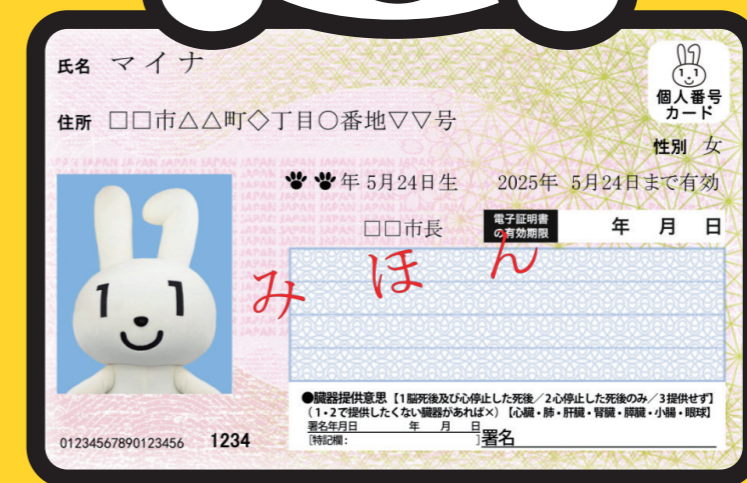 氏名 マイナ
個人番号
カード
住所 □□市△△町◇丁目○番地▽▽号
性別 女
年 5月24日生 2025年 5月24日まで有効
□□市長 電子証明書の有効期限 年 月 日
みほん
●臓器提供意思【1脳死後及び心停止した死後/2心停止した死後のみ/3提供せず】
(1・2で提供したくない臓器があれば×)【心臓・肺・肝臓・腎臓・膵臓・小腸・眼球】
署名年月日 年 月 日
[特記欄: ]署名
01234567890123456 1234
JAPAN JAPAN JAPAN JAPAN JAPAN